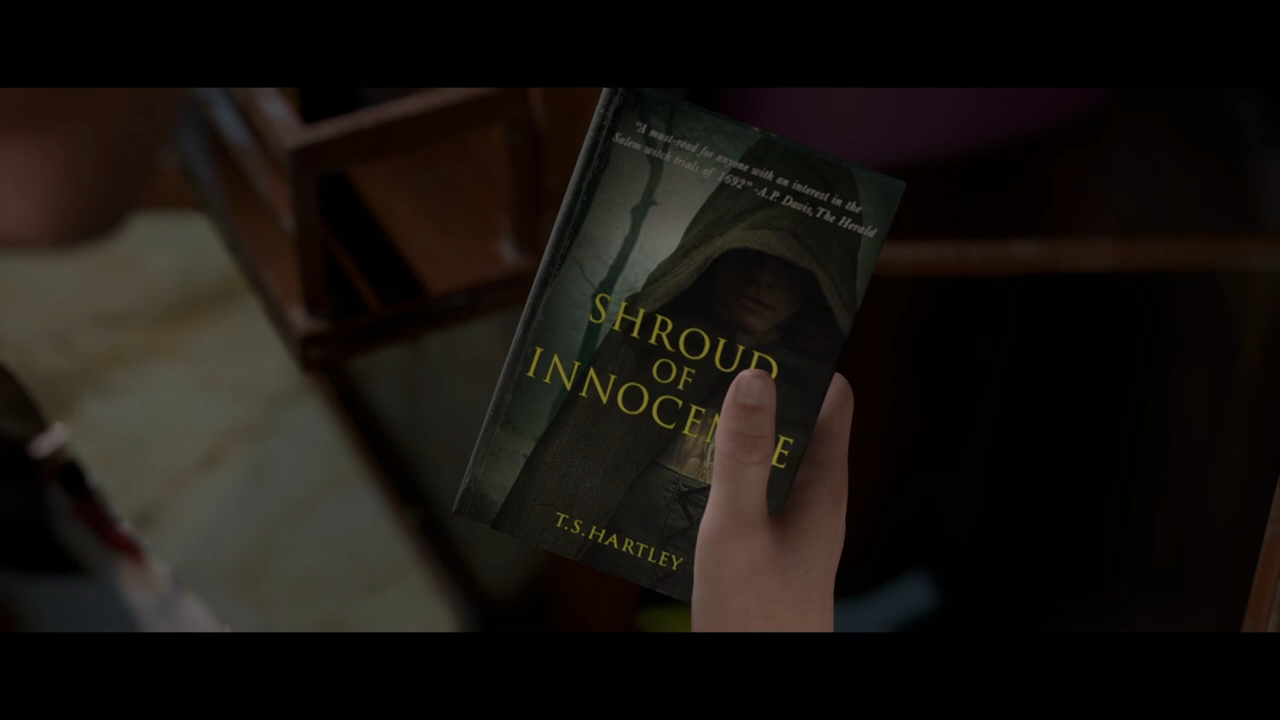 "A must-read for anyone with an interest in the
Salem witch trials of 1692" -A.P. Davis, The Herald
SHROUD
OF
INNOCENCE
T.S.HARTLEY